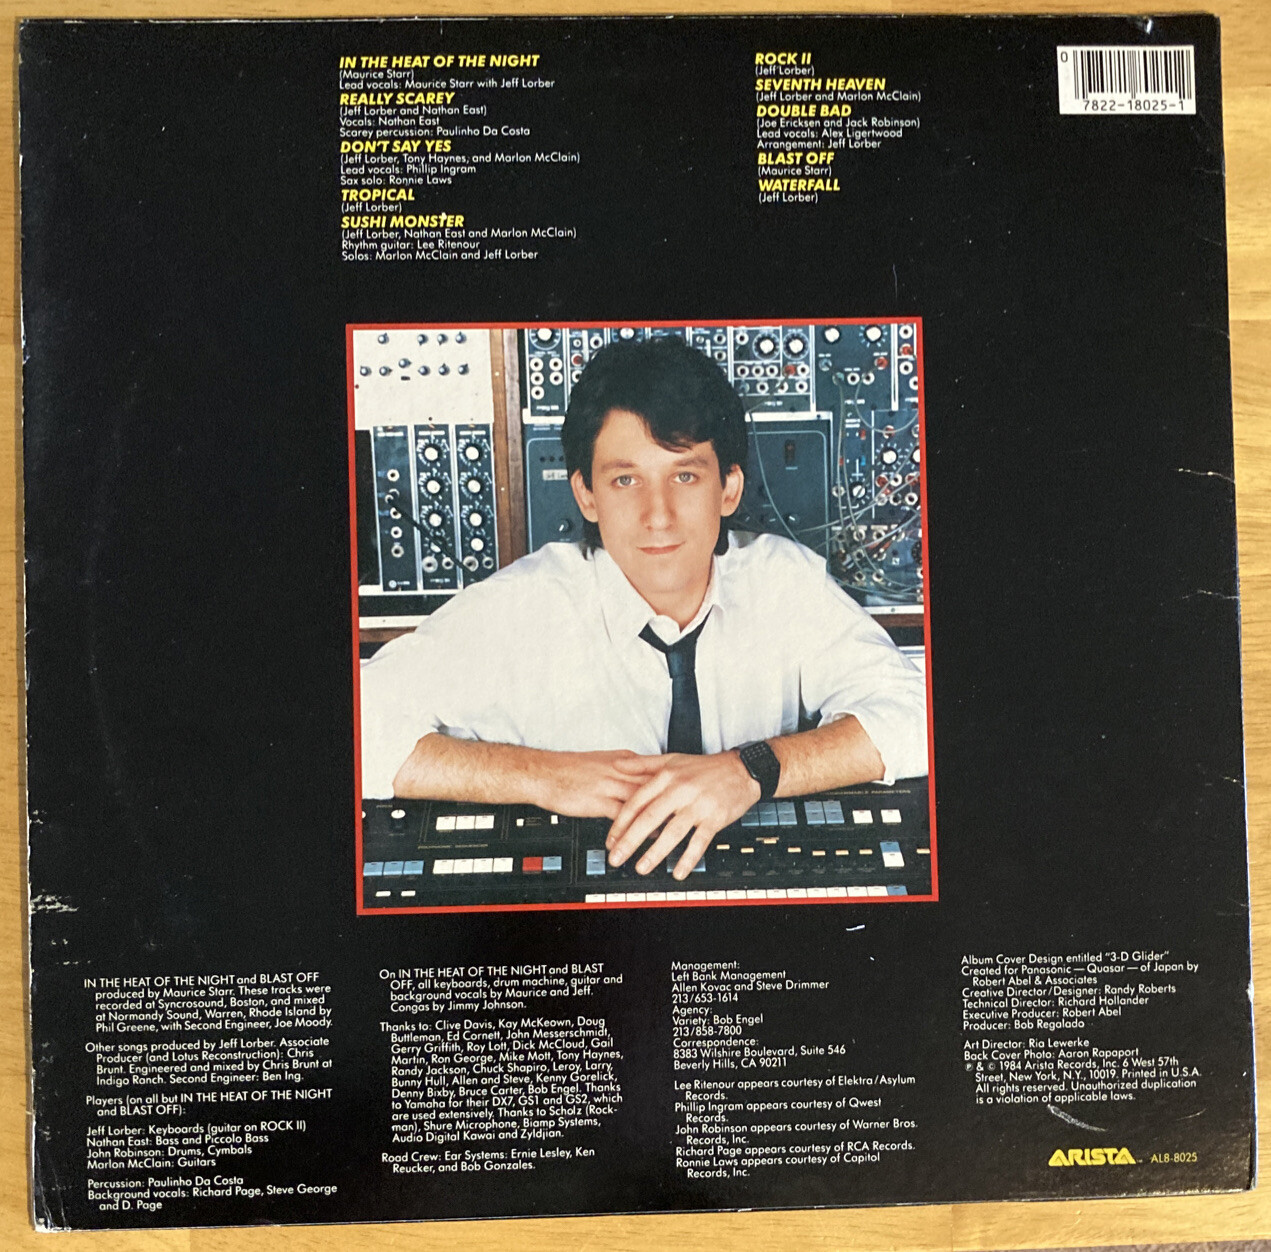 IN THE HEAT OF THE NIGHT
(Maurice Starr)
Lead vocals: Maurice Starr with Jeff Lorber
REALLY SCAREY
(Jeff Lorber and Nathan East)
Vocals: Nathan East
Scarey percussion: Paulinho Da Costa
DON'T SAY YES
(Jeff Lorber, Tony Haynes, and Marlon McClain)
Lead vocals: Phillip Ingram
Sax solo: Ronnie Laws
TROPICAL
(Jeff Lorber)
SUSHI MONSTER
(Jeff Lorber, Nathan East and Marlon McClain)
Rhythm guitar: Lee Ritenour
Solos: Marlon McClain and Jeff Lorber
ROCK II
(Jeff Lorber)
SEVENTH HEAVEN
(Jeff Lorber and Marlon McClain)
DOUBLE BAD
(Joe Ericksen and Jack Robinson)
Lead vocals: Alex Ligertwood
Arrangement: Jeff Lorber
BLAST OFF
(Maurice Starr)
WATERFALL
(Jeff Lorber)
0
7822-18025-1
IN THE HEAT OF THE NIGHT and BLAST OFF
produced by Maurice Starr. These tracks were
recorded at Syncrosound, Boston, and mixed
at Normandy Sound, Warren, Rhode Island by
Phil Greene, with Second Engineer, Joe Moody.
Other songs produced by Jeff Lorber. Associate
Producer (and Lotus Reconstruction): Chris
Brunt. Engineered and mixed by Chris Brunt at
Indigo Ranch. Second Engineer: Ben Ing.
Players (on all but IN THE HEAT OF THE NIGHT
and BLAST OFF):
Jeff Lorber: Keyboards (guitar on ROCK II)
Nathan East: Bass and Piccolo Bass
John Robinson: Drums, Cymbals
Marlon McClain: Guitars
Percussion: Paulinho Da Costa
Background vocals: Richard Page, Steve George
and D. Page
On IN THE HEAT OF THE NIGHT and BLAST
OFF, all keyboards, drum machine, guitar and
background vocals by Maurice and Jeff.
Congas by Jimmy Johnson.
Thanks to: Clive Davis, Kay McKeown, Doug
Buttleman, Ed Cornett, John Messerschmidt,
Gerry Griffith, Roy Lott, Dick McCloud, Gail
Martin, Ron George, Mike Mott, Tony Haynes,
Randy Jackson, Chuck Shapiro, Leroy, Larry,
Bunny Hull, Allen and Steve, Kenny Gorelick,
Denny Bixby, Bruce Carter, Bob Engel. Thanks
to Yamaha for their DX7, GS1 and GS2, which
are used extensively. Thanks to Scholz (Rock-
man), Shure Microphone, Biamp Systems,
Audio Digital Kawai and Zyldjian.
Road Crew: Ear Systems: Ernie Lesley, Ken
Reucker, and Bob Gonzales.
Management:
Left Bank Management
Allen Kovac and Steve Drimmer
213/653-1614
Agency:
Variety: Bob Engel
213/858-7800
Correspondence:
8383 Wilshire Boulevard, Suite 546
Beverly Hills, CA 90211
Lee Ritenour appears courtesy of Elektra/Asylum
Records.
Phillip Ingram appears courtesy of Qwest
Records.
John Robinson appears courtesy of Warner Bros.
Records, Inc.
Richard Page appears courtesy of RCA Records.
Ronnie Laws appears courtesy of Capitol
Records, Inc.
Album Cover Design entitled "3-D Glider"
Created for Panasonic—Quasar—of Japan by
Robert Abel & Associates
Creative Director/Designer: Randy Roberts
Technical Director: Richard Hollander
Executive Producer: Robert Abel
Producer: Bob Regalado
Art Director: Ria Lewerke
Back Cover Photo: Aaron Rapaport
℗ & © 1984 Arista Records, Inc. 6 West 57th
Street, New York, N.Y., 10019. Printed in U.S.A.
All rights reserved. Unauthorized duplication
is a violation of applicable laws.
ARISTA
AL8-8025